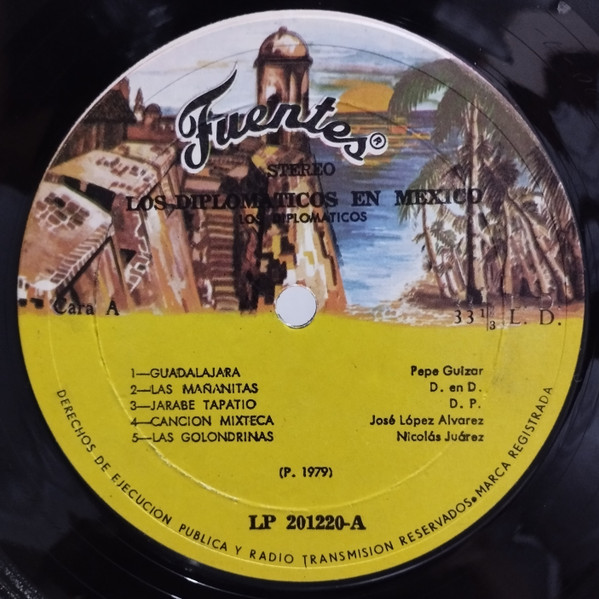 Fuentes®
STEREO
LOS DIPLOMATICOS EN MEXICO
LOS DIPLOMATICOS
Cara A
33 1/3 L. D.
1—GUADALAJARA Pepe Guizar
2—LAS MAÑANITAS D. en D.
3—JARABE TAPATIO D. P.
4—CANCION MIXTECA José López Alvarez
5—LAS GOLONDRINAS Nicolás Juárez
(P. 1979)
LP 201220-A
DERECHOS DE EJECUCION PUBLICA Y RADIO TRANSMISION RESERVADOS●MARCA REGISTRADA